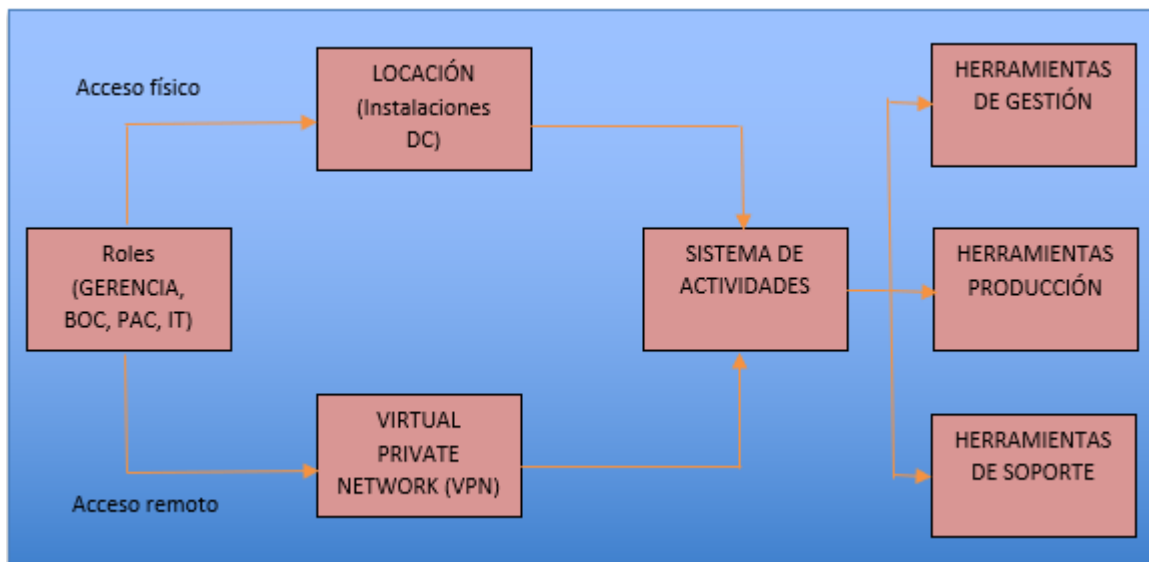 Acceso físico
LOCACIÓN
(Instalaciones
DC)
Roles
(GERENCIA,
BOC, PAC, IT)
VIRTUAL
PRIVATE
NETWORK (VPN)
Acceso remoto
SISTEMA DE
ACTIVIDADES
HERRAMIENTAS
DE GESTIÓN
HERRAMIENTAS
PRODUCCIÓN
HERRAMIENTAS
DE SOPORTE